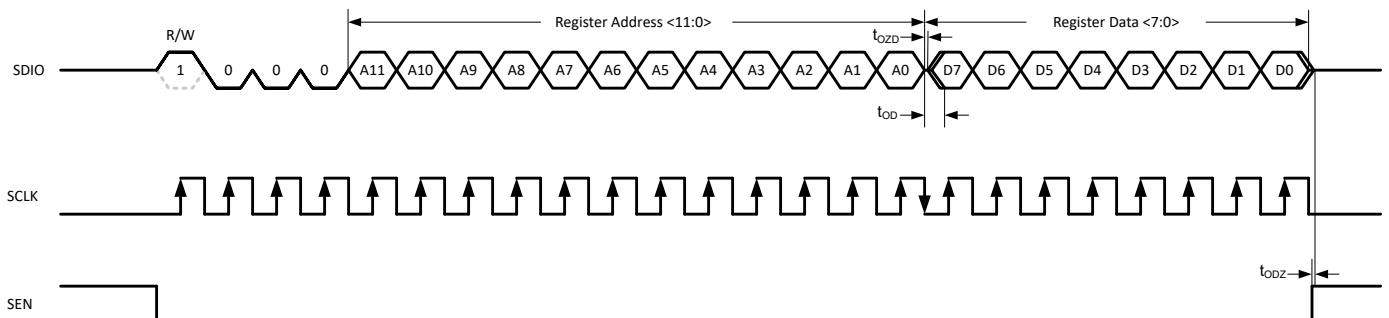 Register Address <11:0> Register Data <7:0>
R/W tOZD
SDIO 1 0 0 0 A11 A10 A9 A8 A7 A6 A5 A4 A3 A2 A1 A0 D7 D6 D5 D4 D3 D2 D1 D0
tOD
SCLK
tODZ
SEN